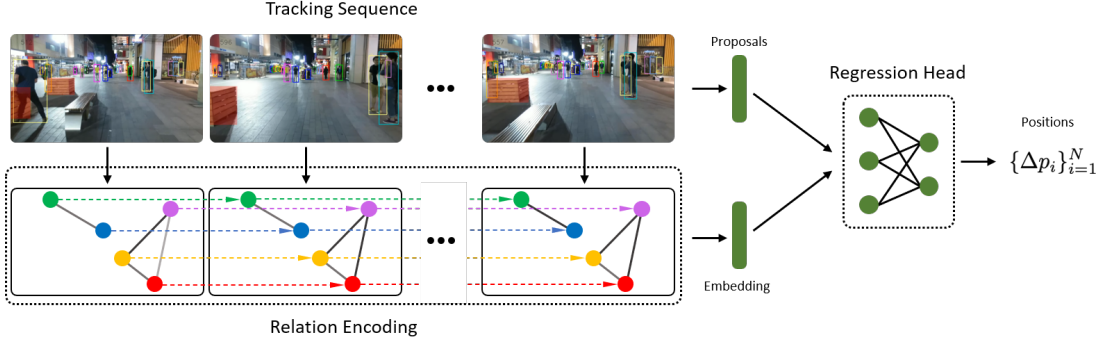 Tracking Sequence
Proposals
Regression Head
Positions
{Δp_i}_{i=1}^N
Embedding
Relation Encoding